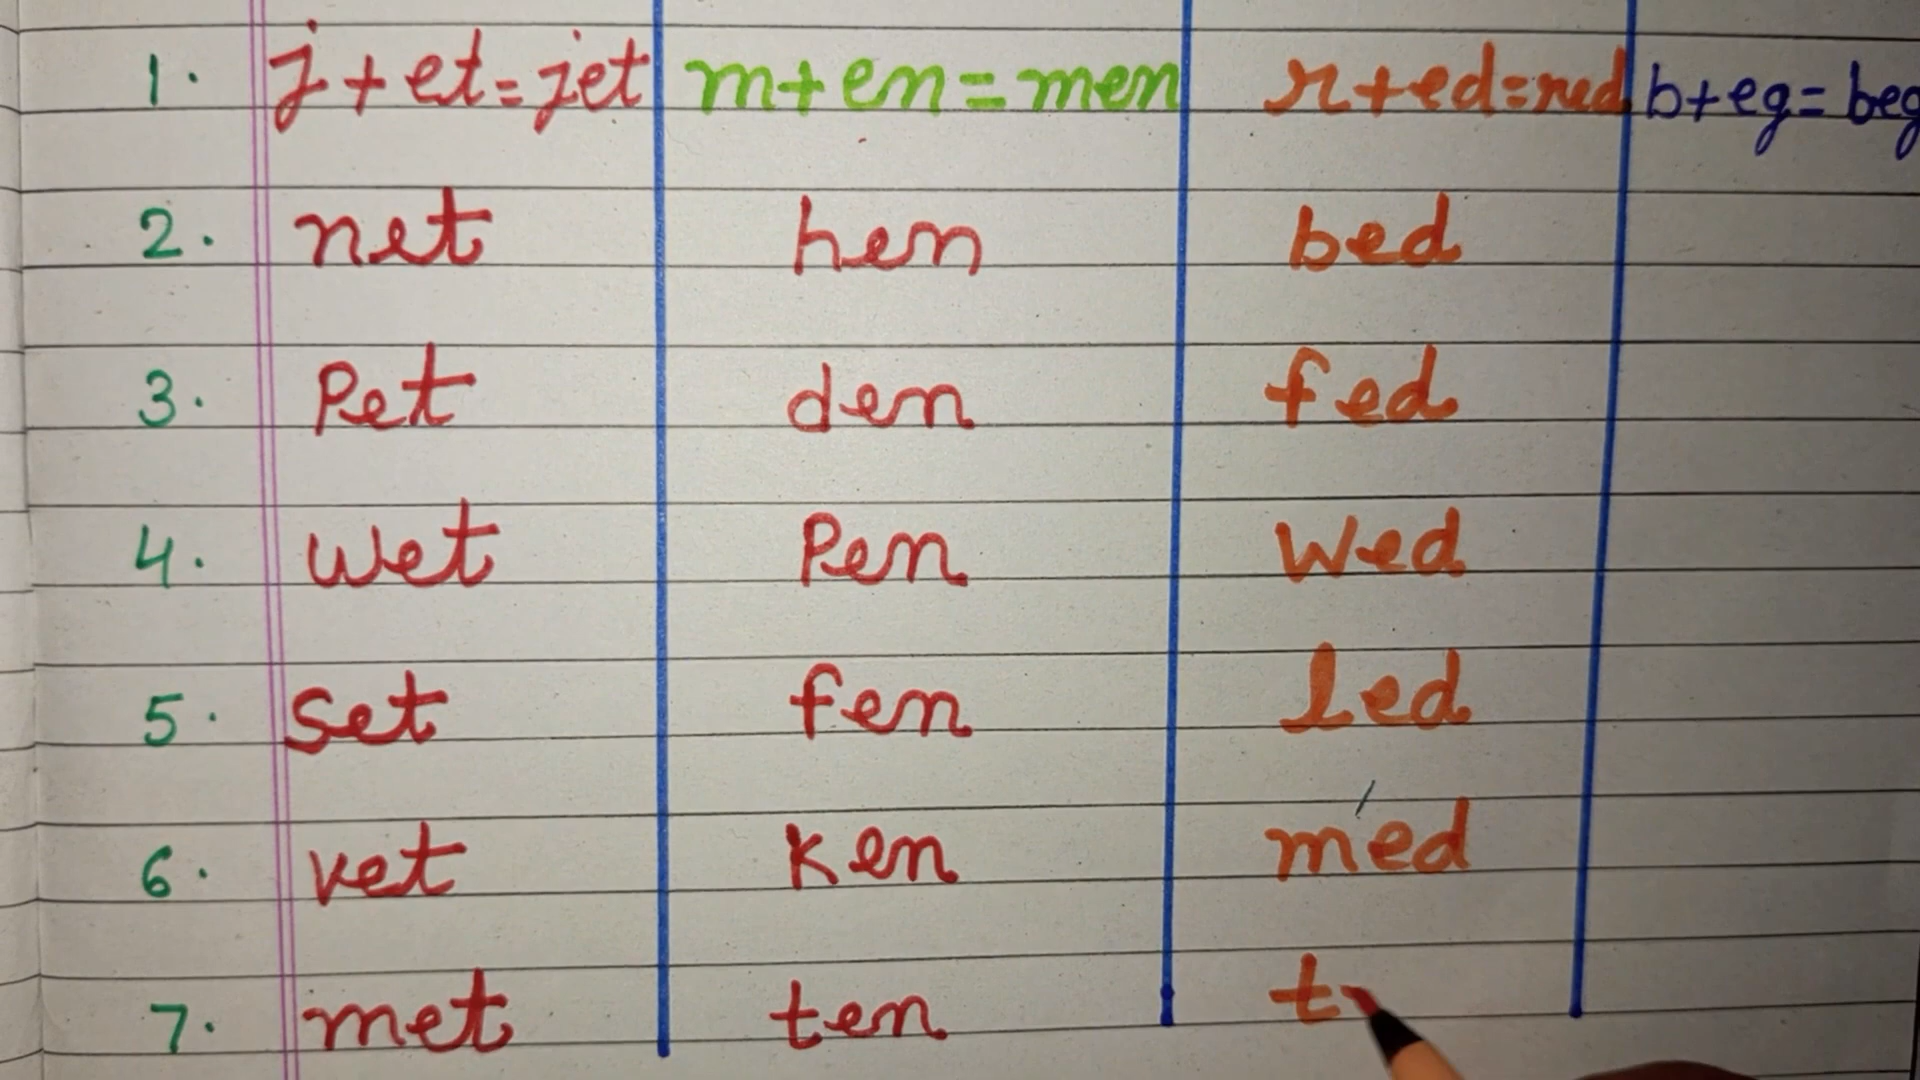 1. j+et=jet m+en=men r+ed=red b+eg=beg
2. net hen bed
3. Pet den fed
4. wet Pen Wed
5. set fen led
6. vet Ken med
7. met ten t